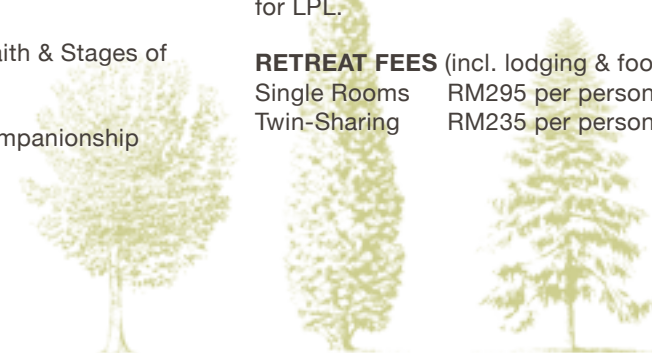 for LPL.
aith & Stages of
mpanionship
RETREAT FEES (incl. lodging & foo
Single Rooms RM295 per person
Twin-Sharing RM235 per person